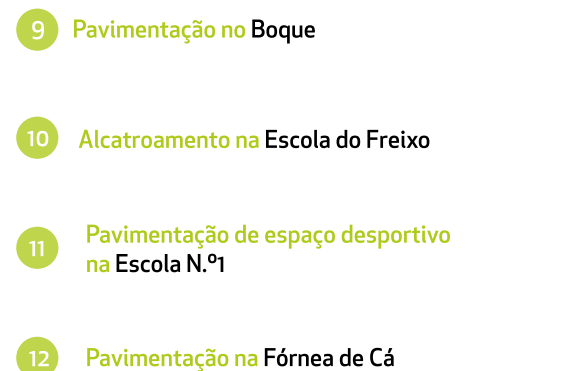 9 Pavimentação no Boque
10 Alcatroamento na Escola do Freixo
11 Pavimentação de espaço desportivo
na Escola N.º1
12 Pavimentação na Fórnea de Cá